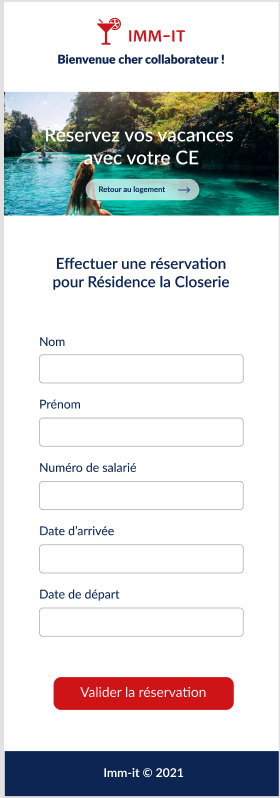 IMM-IT
Bienvenue cher collaborateur !
Réservez vos vacances
avec votre CE
Retour au logement
Effectuer une réservation
pour Résidence la Closerie
Nom
Prénom
Numéro de salarié
Date d'arrivée
Date de départ
Valider la réservation
Imm-it © 2021